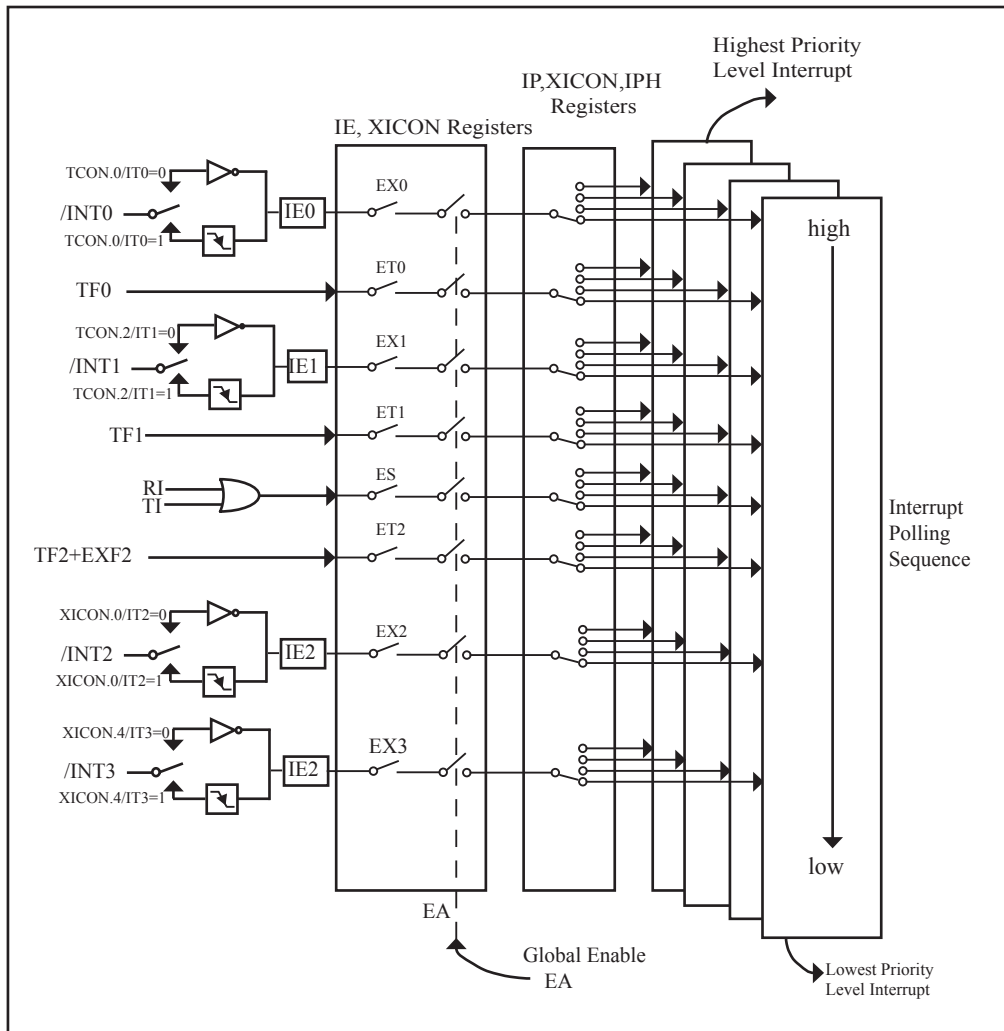 Highest Priority
Level Interrupt
IP,XICON,IPH
Registers
IE, XICON Registers
TCON.0/IT0=0
/INT0
TCON.0/IT0=1
IE0
EX0
high
TF0
ET0
TCON.2/IT1=0
/INT1
TCON.2/IT1=1
IE1
EX1
TF1
ET1
RI
TI
ES
Interrupt
Polling
Sequence
TF2+EXF2
ET2
XICON.0/IT2=0
/INT2
XICON.0/IT2=1
IE2
EX2
XICON.4/IT3=0
/INT3
XICON.4/IT3=1
IE2
EX3
low
EA
Global Enable
EA
Lowest Priority
Level Interrupt